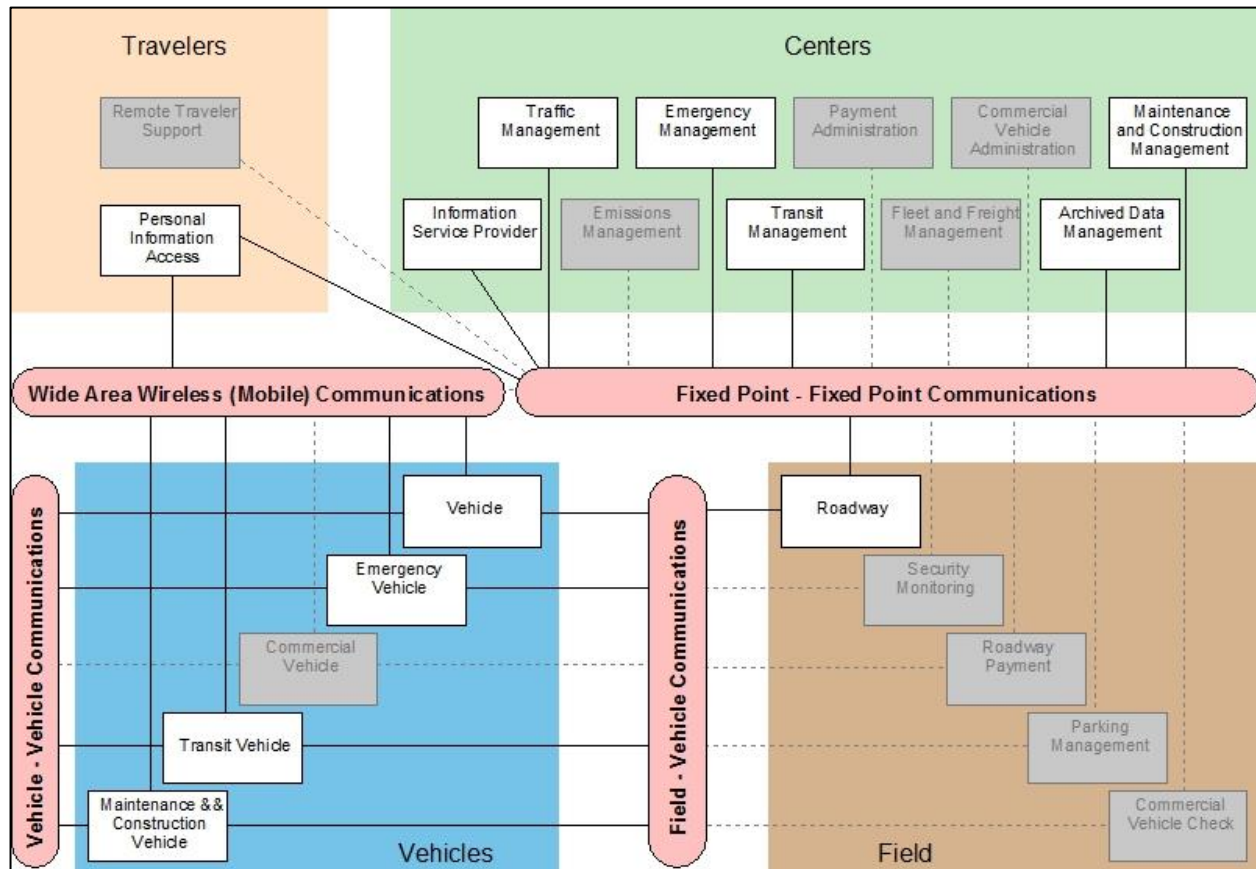 Travelers
Centers
Remote Traveler
Support
Traffic
Management
Emergency
Management
Payment
Administration
Commercial
Vehicle
Administration
Maintenance
and Construction
Management
Personal
Information
Access
Information
Service Provider
Emissions
Management
Transit
Management
Fleet and Freight
Management
Archived Data
Management
Wide Area Wireless (Mobile) Communications
Fixed Point - Fixed Point Communications
Vehicle - Vehicle Communications
Vehicle
Emergency
Vehicle
Commercial
Vehicle
Transit Vehicle
Maintenance &&
Construction
Vehicle
Vehicles
Field - Vehicle Communications
Roadway
Security
Monitoring
Roadway
Payment
Parking
Management
Commercial
Vehicle Check
Field